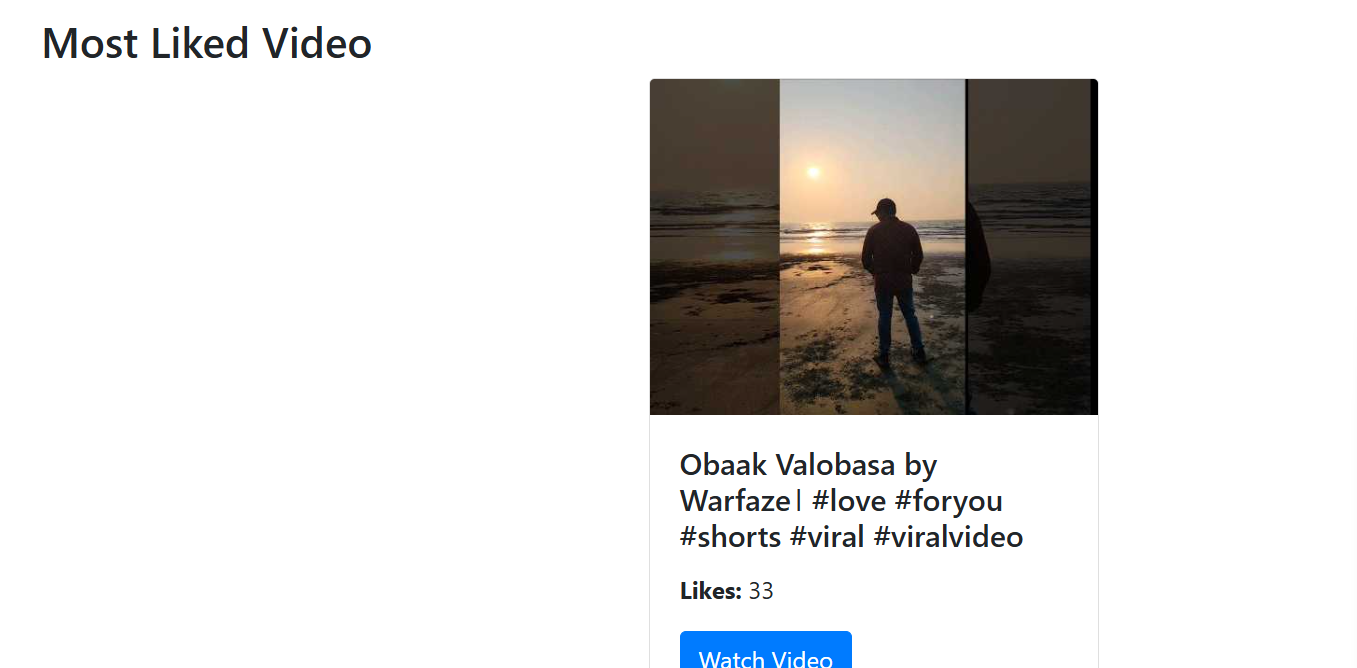 Most Liked Video
Obaak Valobasa by
Warfaze| #love #foryou
#shorts #viral #viralvideo
Likes: 33
Watch Video